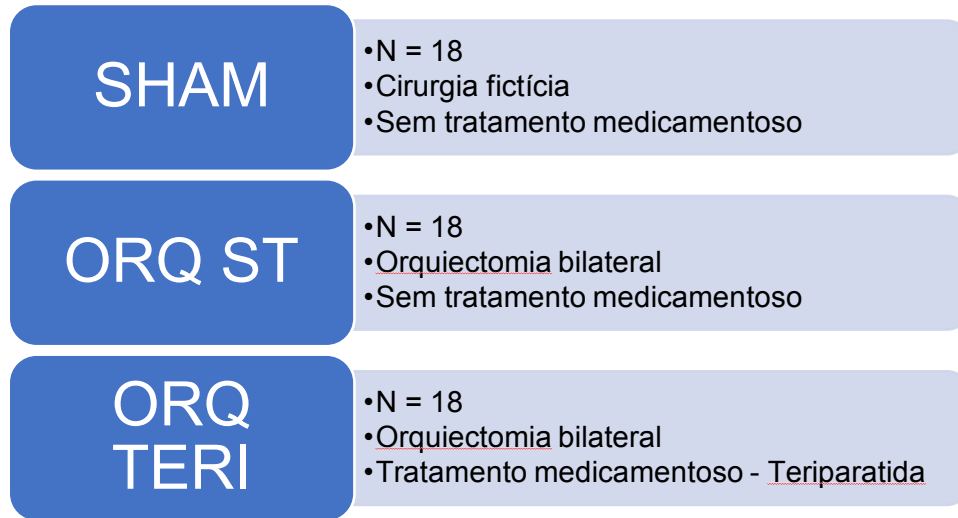 SHAM
•N = 18
•Cirurgia fictícia
•Sem tratamento medicamentoso
ORQ ST
•N = 18
•Orquiectomia bilateral
•Sem tratamento medicamentoso
ORQ
TERI
•N = 18
•Orquiectomia bilateral
•Tratamento medicamentoso - Teriparatida